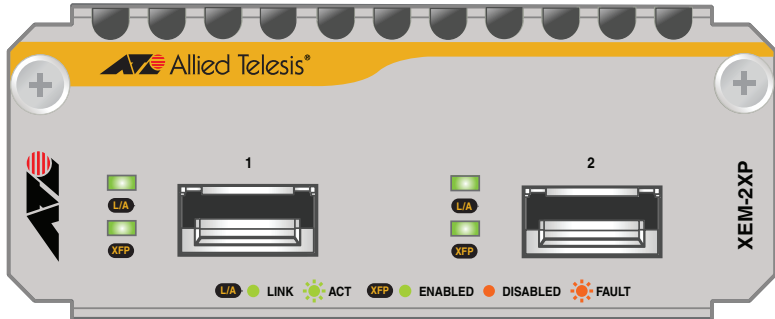 Allied Telesis®
1
2
L/A
L/A
XFP
XFP
XEM-2XP
L/A LINK ACT XFP ENABLED DISABLED FAULT